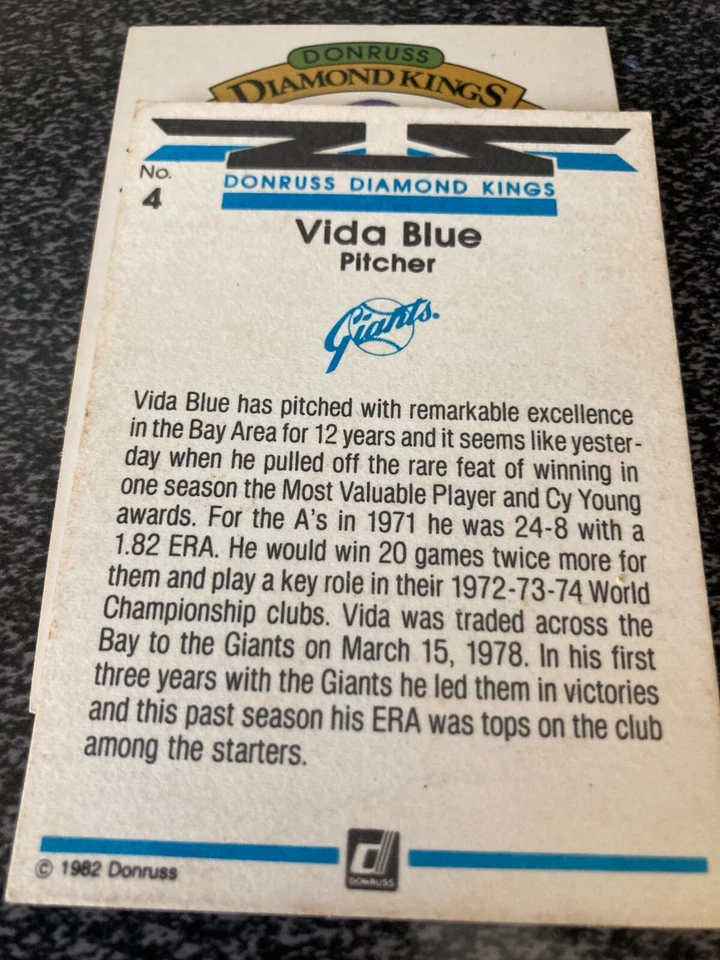 DONRUSS
DIAMOND KINGS
No.
4
DONRUSS DIAMOND KINGS
Vida Blue
Pitcher
Giants.
Vida Blue has pitched with remarkable excellence
in the Bay Area for 12 years and it seems like yester-
day when he pulled off the rare feat of winning in
one season the Most Valuable Player and Cy Young
awards. For the A's in 1971 he was 24-8 with a
1.82 ERA. He would win 20 games twice more for
them and play a key role in their 1972-73-74 World
Championship clubs. Vida was traded across the
Bay to the Giants on March 15, 1978. In his first
three years with the Giants he led them in victories
and this past season his ERA was tops on the club
among the starters.
© 1982 Donruss
d
DONRUSS